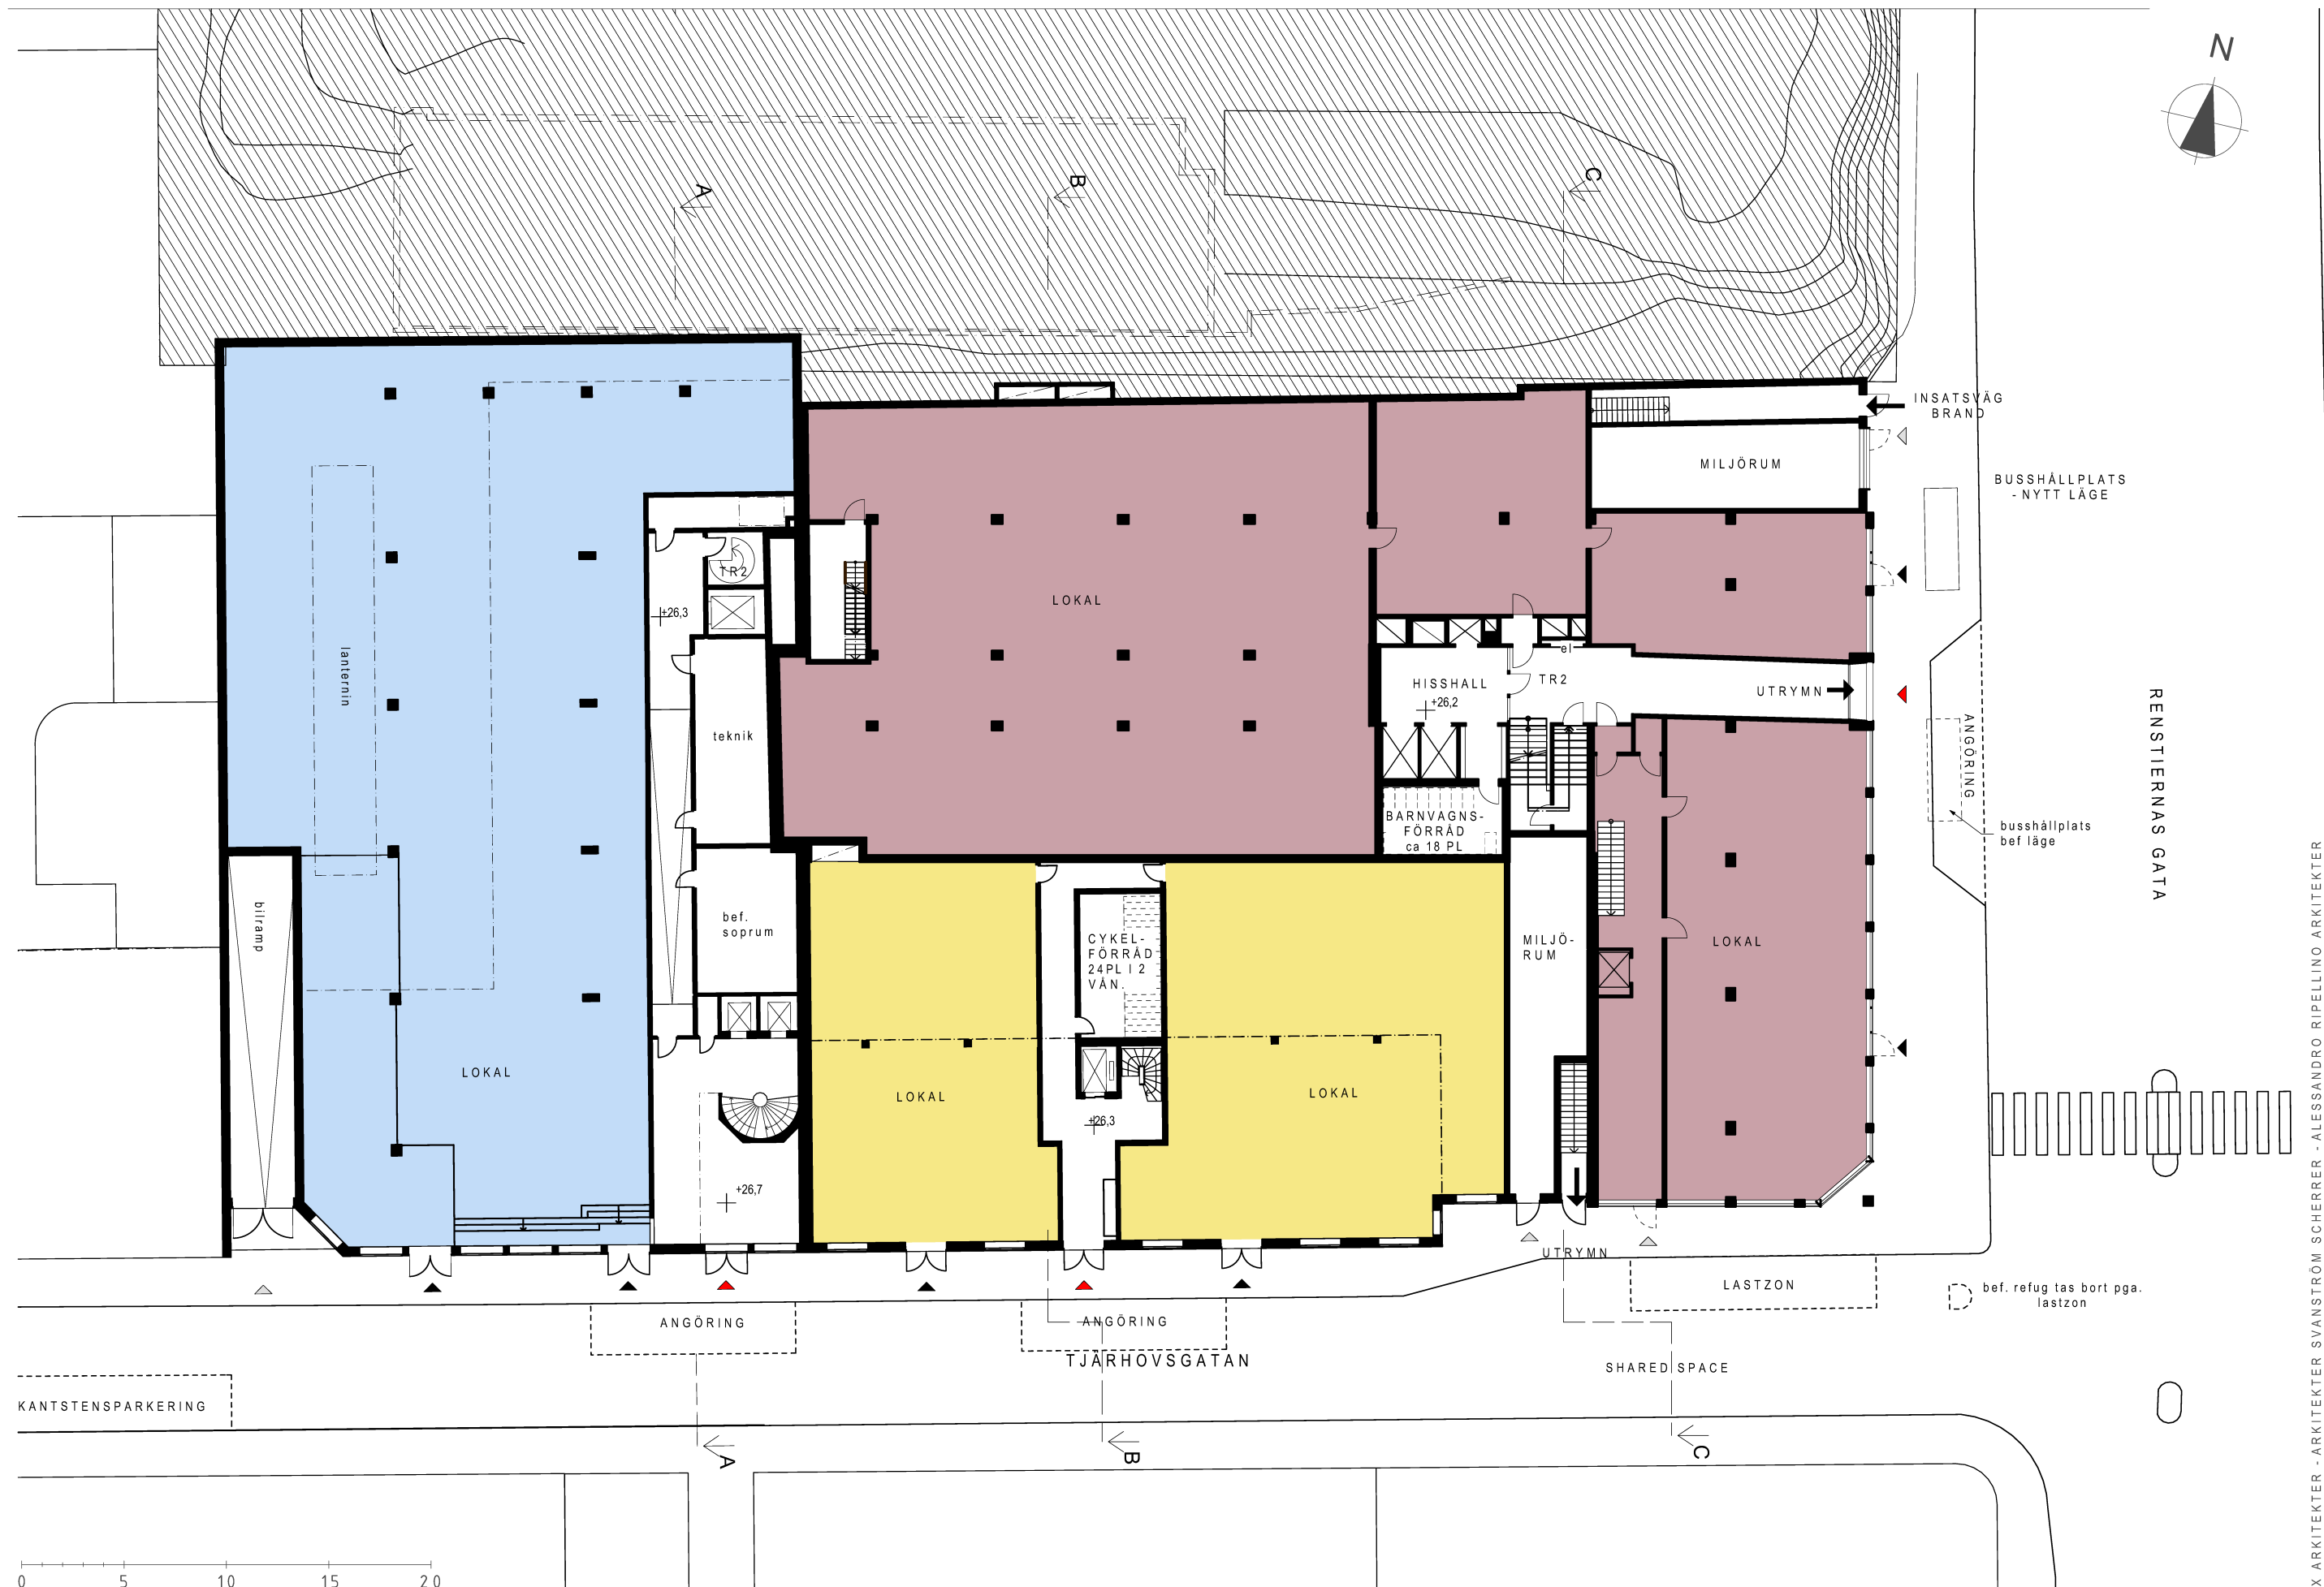 N
A
B
C
INSATSVÄG
BRAND
MILJÖRUM
BUSSHÅLLPLATS
- NYTT LÄGE
TR2
+26,3
LOKAL
lanternin
el
HISSHALL
TR2
+26,2
UTRYMN
teknik
ANGÖRING
RENSTIERNAS GATA
BARNVAGNS-
FÖRRÅD
ca 18 PL
busshållplats
bef läge
bilramp
bef.
soprum
CYKEL-
FÖRRÅD
24PL I 2
VÅN.
MILJÖ-
RUM
LOKAL
LOKAL
LOKAL
LOKAL
+26,3
+26,7
UTRYMN
LASTZON
bef. refug tas bort pga.
lastzon
ANGÖRING
ANGÖRING
TJÄRHOVSGATAN
SHARED SPACE
KANTSTENSPARKERING
A
B
C
0 5 10 15 20
X ARKITEKTER - ARKITEKTER SVANSTRÖM SCHERRER - ALESSANDRO RIPELLINO ARKITEKTER